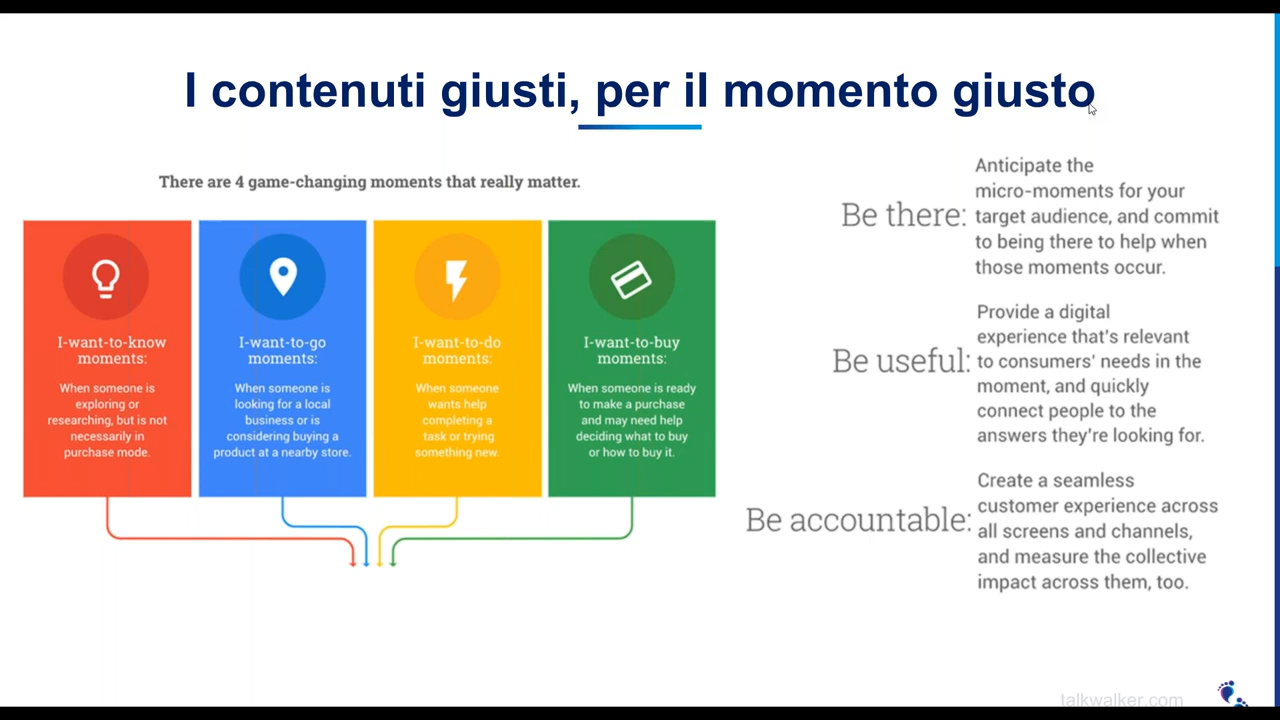 I contenuti giusti, per il momento giusto
There are 4 game-changing moments that really matter.
I-want-to-know
moments:
When someone is
exploring or
researching, but is not
necessarily in
purchase mode.
I-want-to-go
moments:
When someone is
looking for a local
business or is
considering buying a
product at a nearby store.
I-want-to-do
moments:
When someone
wants help
completing a
task or trying
something new.
I-want-to-buy
moments:
When someone is ready
to make a purchase
and may need help
deciding what to buy
or how to buy it.
Be there:
Anticipate the
micro-moments for your
target audience, and commit
to being there to help when
those moments occur.
Be useful:
Provide a digital
experience that's relevant
to consumers' needs in the
moment, and quickly
connect people to the
answers they're looking for.
Be accountable:
Create a seamless
customer experience across
all screens and channels,
and measure the collective
impact across them, too.
talkwalker.com